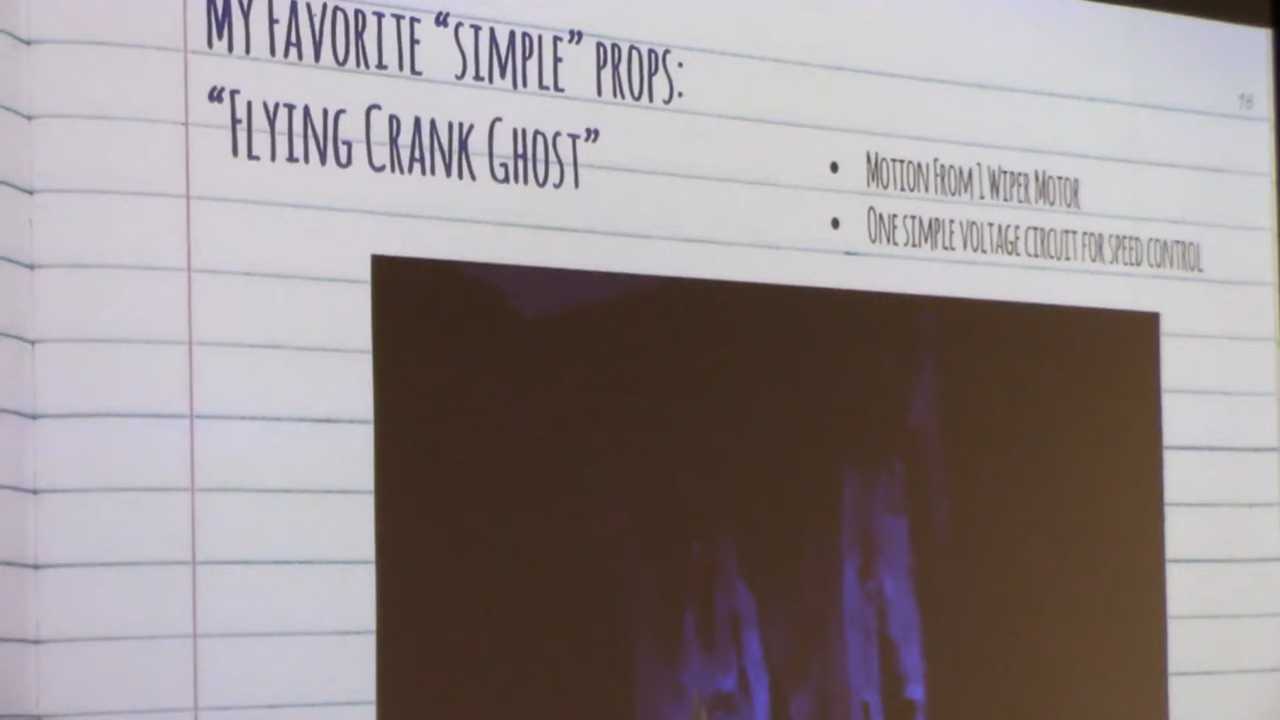 My Favorite “Simple” Props:
“Flying Crank Ghost”
• Motion From 1 Wiper Motor
• One simple voltage circuit for speed control